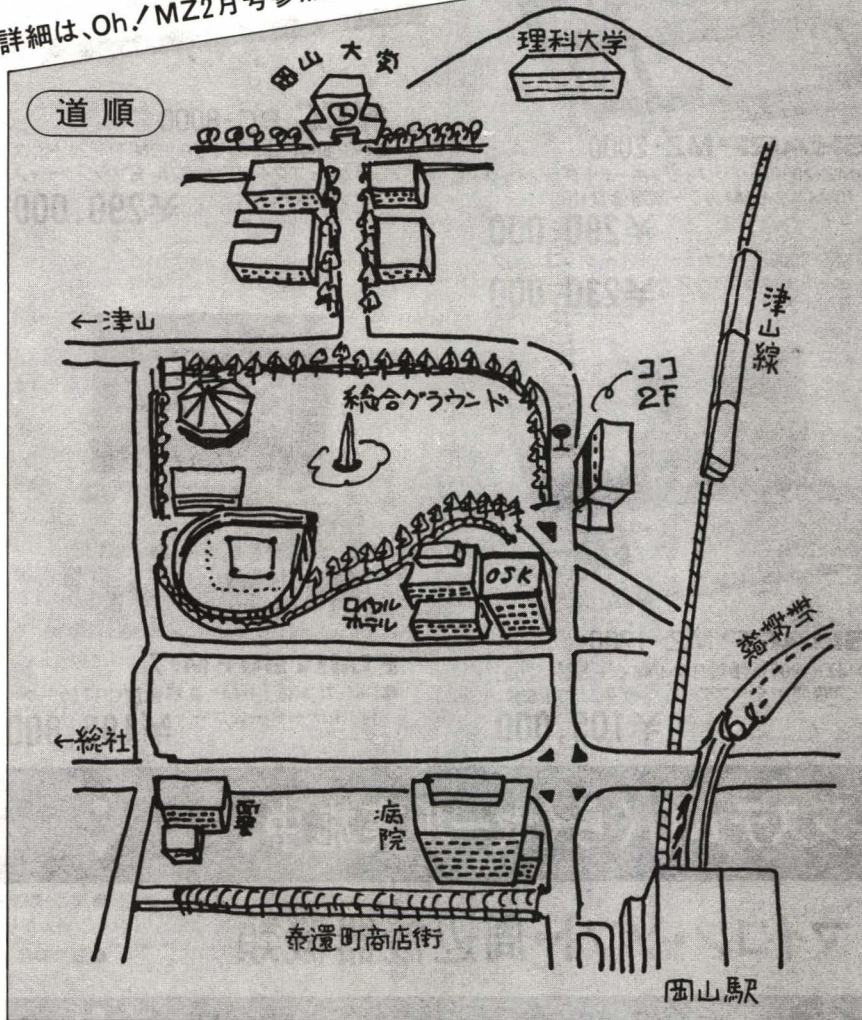 詳細は、Oh!MZ2月号参
道順
岡山大学
理科大学
津山線
←津山
ココ
2F
総合グラウンド
OSK
ロイヤル
ホテル
新幹線
←総社
病院
奉還町商店街
岡山駅